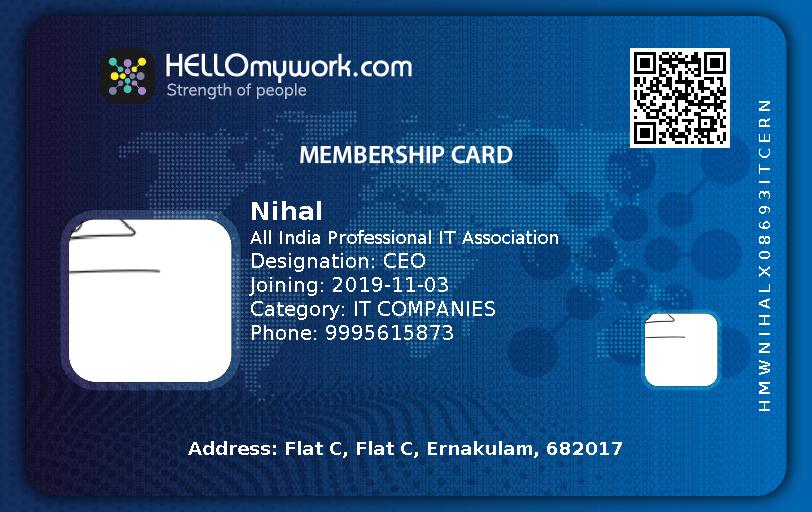 HELLOmywork.com
Strength of people
MEMBERSHIP CARD
Nihal
All India Professional IT Association
Designation: CEO
Joining: 2019-11-03
Category: IT COMPANIES
Phone: 9995615873
Address: Flat C, Flat C, Ernakulam, 682017
HMWNIHALX08693ITCERN